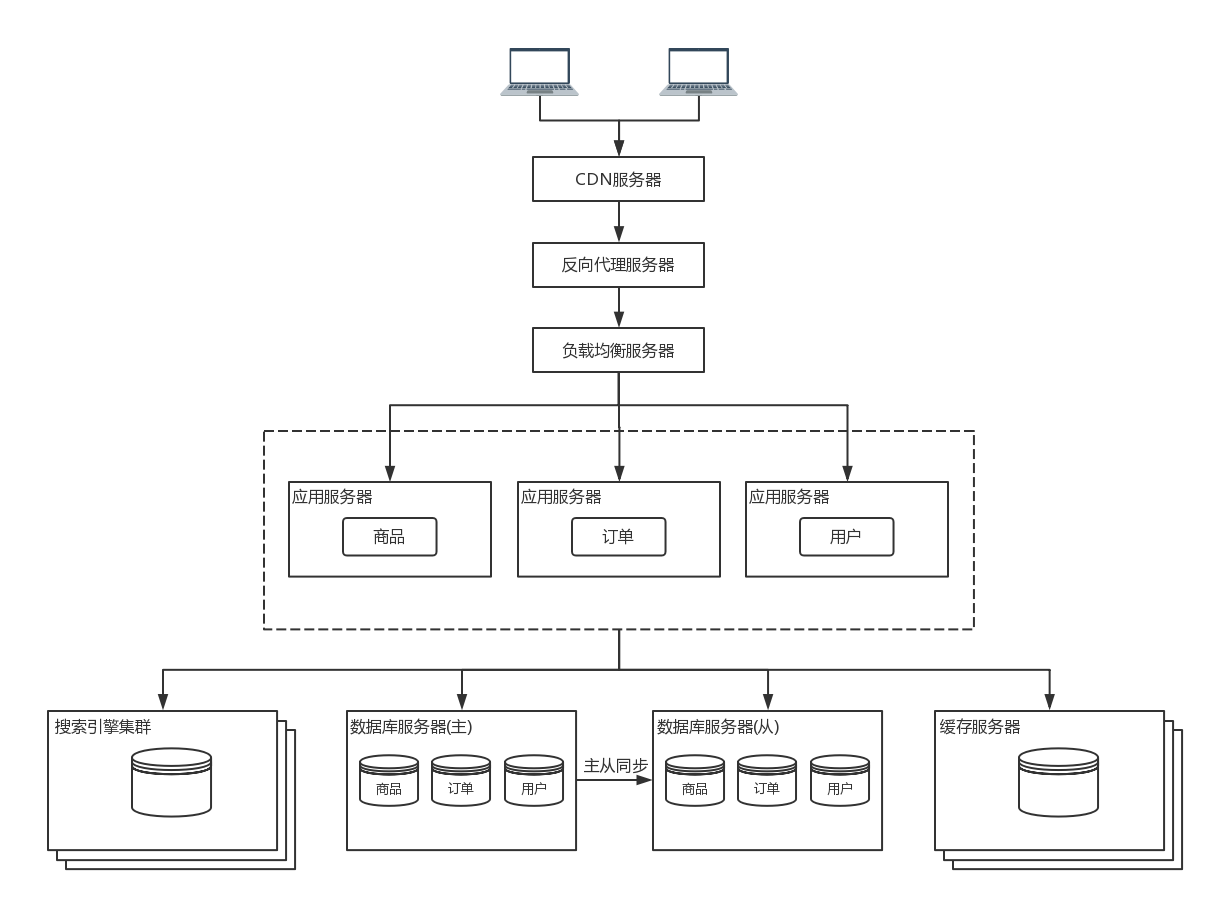 CDN服务器
反向代理服务器
负载均衡服务器
应用服务器
商品
应用服务器
订单
应用服务器
用户
搜索引擎集群
数据库服务器(主)
商品
订单
用户
主从同步
数据库服务器(从)
商品
订单
用户
缓存服务器